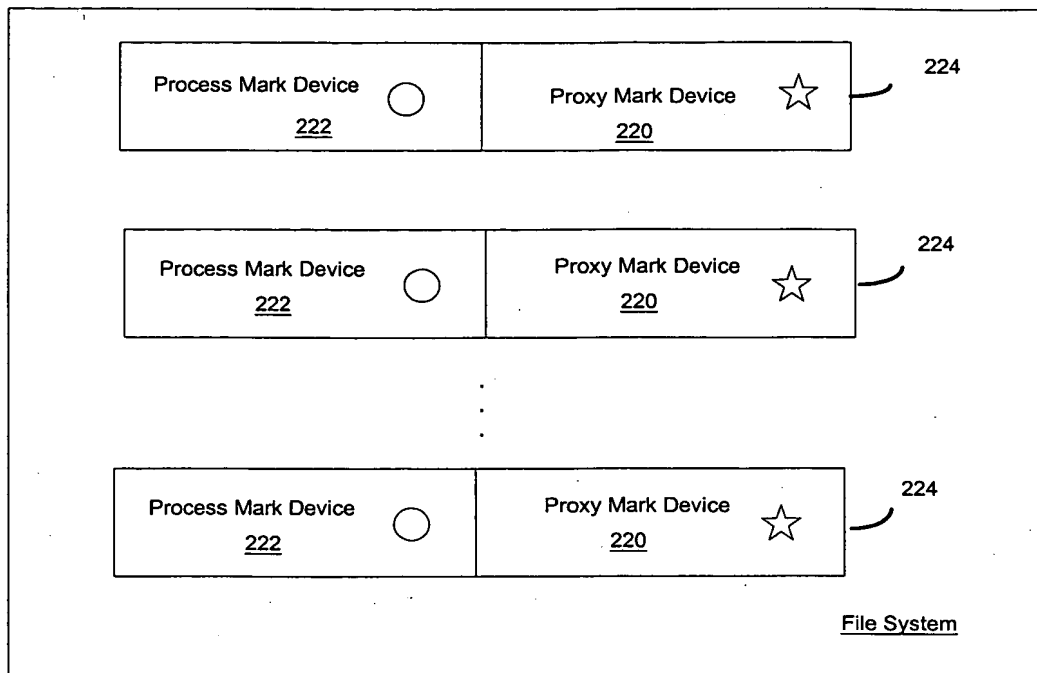 Process Mark Device
222
Proxy Mark Device
220
224
Process Mark Device
222
Proxy Mark Device
220
224
Process Mark Device
222
Proxy Mark Device
220
224
File System